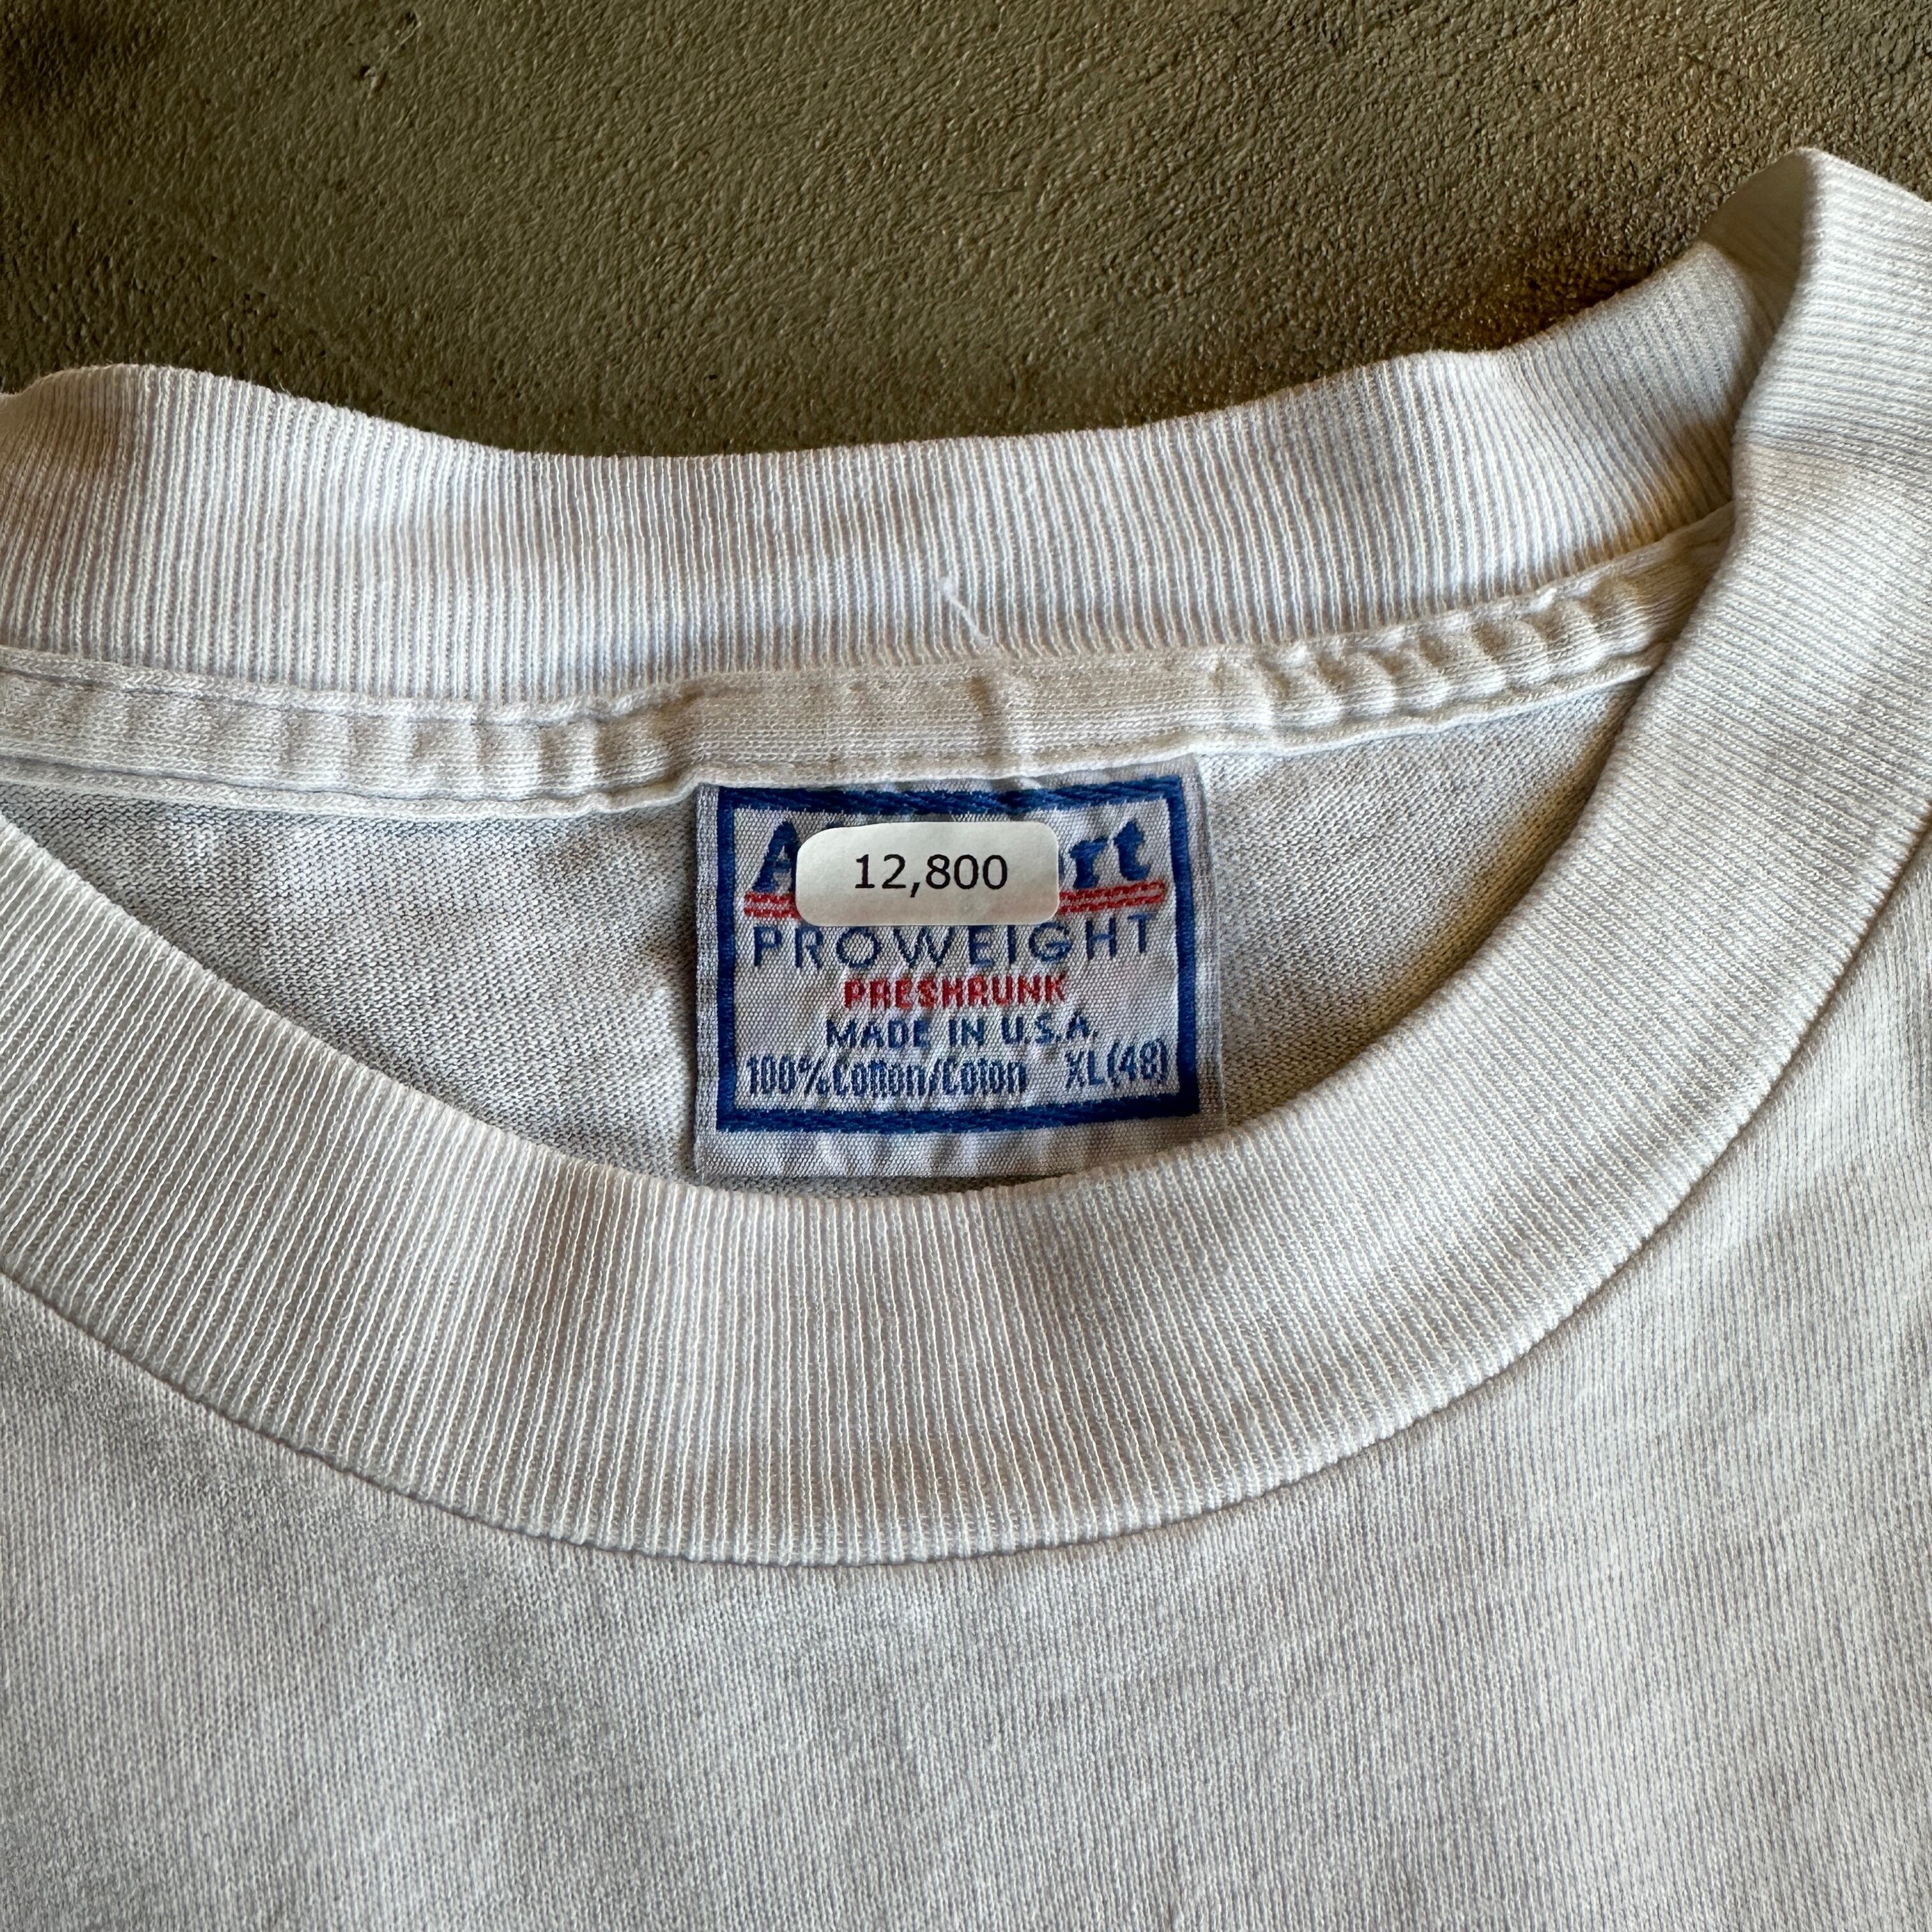 12,800
PROWEIGHT
PRESHRUNK
MADE IN U.S.A.
100% Cotton/Coton XL(48)